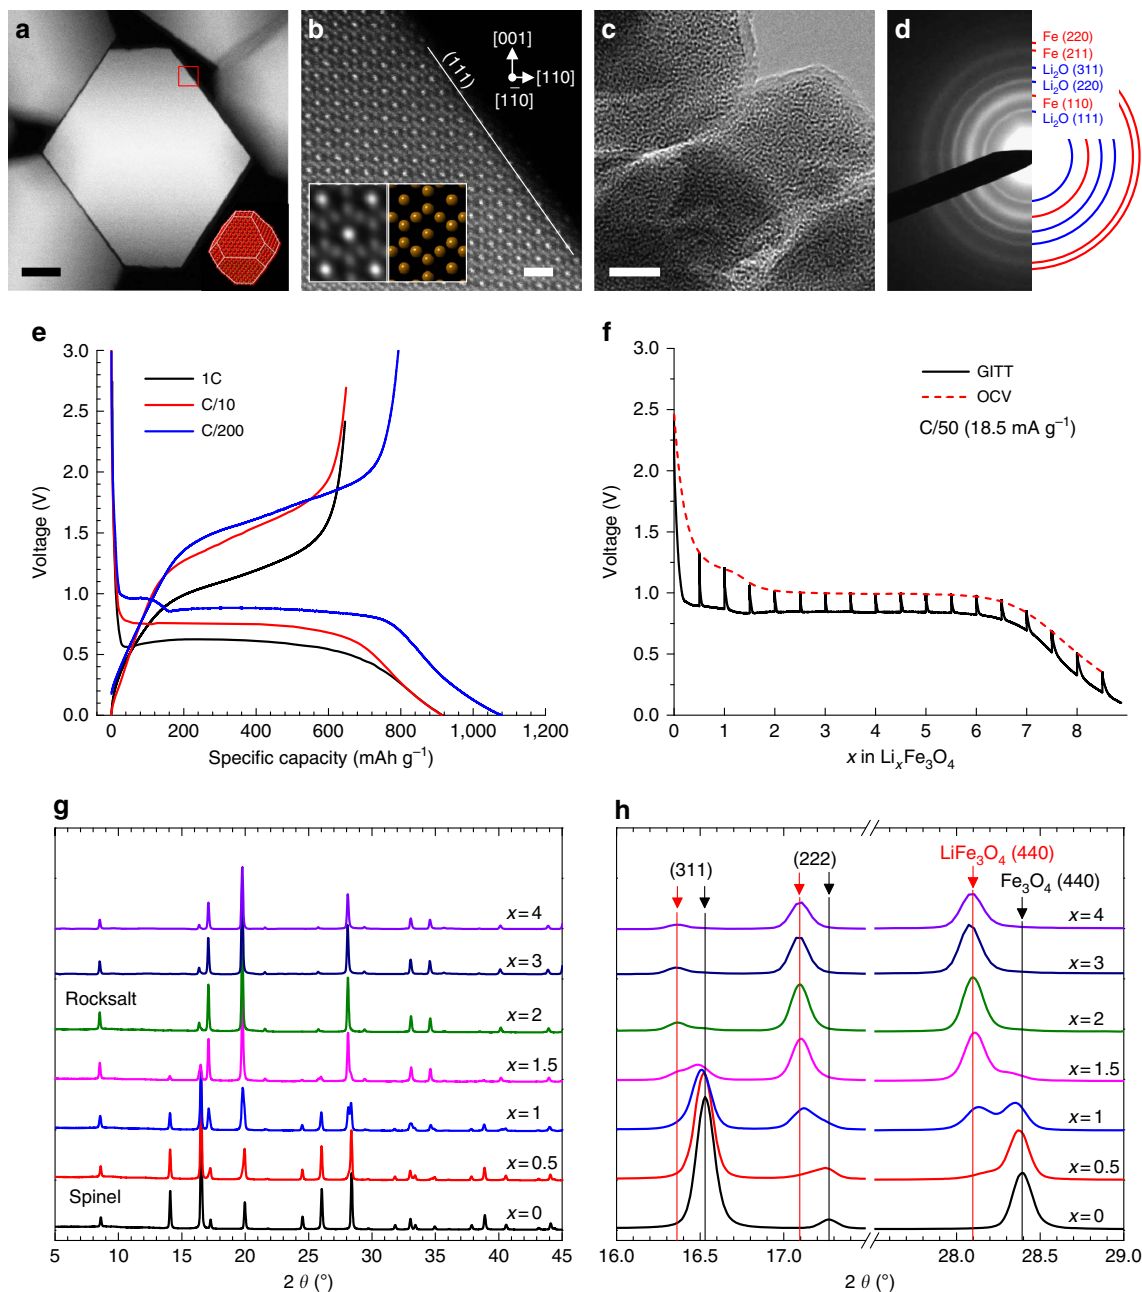 a
b
[001]
[110]
[1̅10]
(111)
c
d
Fe (220)
Fe (211)
Li₂O (311)
Li₂O (220)
Fe (110)
Li₂O (111)
e
3.0
2.5
2.0
1.5
1.0
0.5
0.0
Voltage (V)
1C
C/10
C/200
0 200 400 600 800 1,000 1,200
Specific capacity (mAh g⁻¹)
f
3.0
2.5
2.0
1.5
1.0
0.5
0.0
Voltage (V)
GITT
OCV
C/50 (18.5 mA g⁻¹)
0 1 2 3 4 5 6 7 8
x in LiₓFe₃O₄
g
x = 4
x = 3
Rocksalt
x = 2
x = 1.5
x = 1
x = 0.5
Spinel
x = 0
5 10 15 20 25 30 35 40 45
2 θ (°)
h
(311)
(222)
LiFe₃O₄ (440)
Fe₃O₄ (440)
x = 4
x = 3
x = 2
x = 1.5
x = 1
x = 0.5
x = 0
16.0 16.5 17.0 28.0 28.5 29.0
2 θ (°)